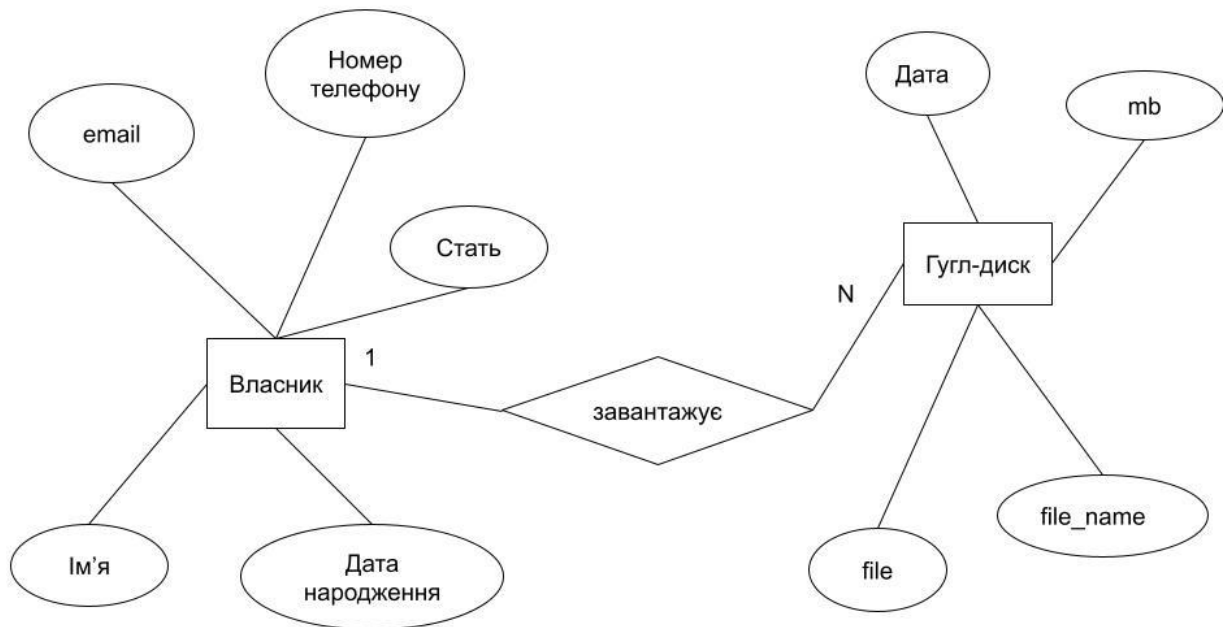 Номер
телефону
email
Дата
mb
Стать
Гугл-диск
N
1
Власник
завантажує
file_name
Ім’я
Дата
народження
file